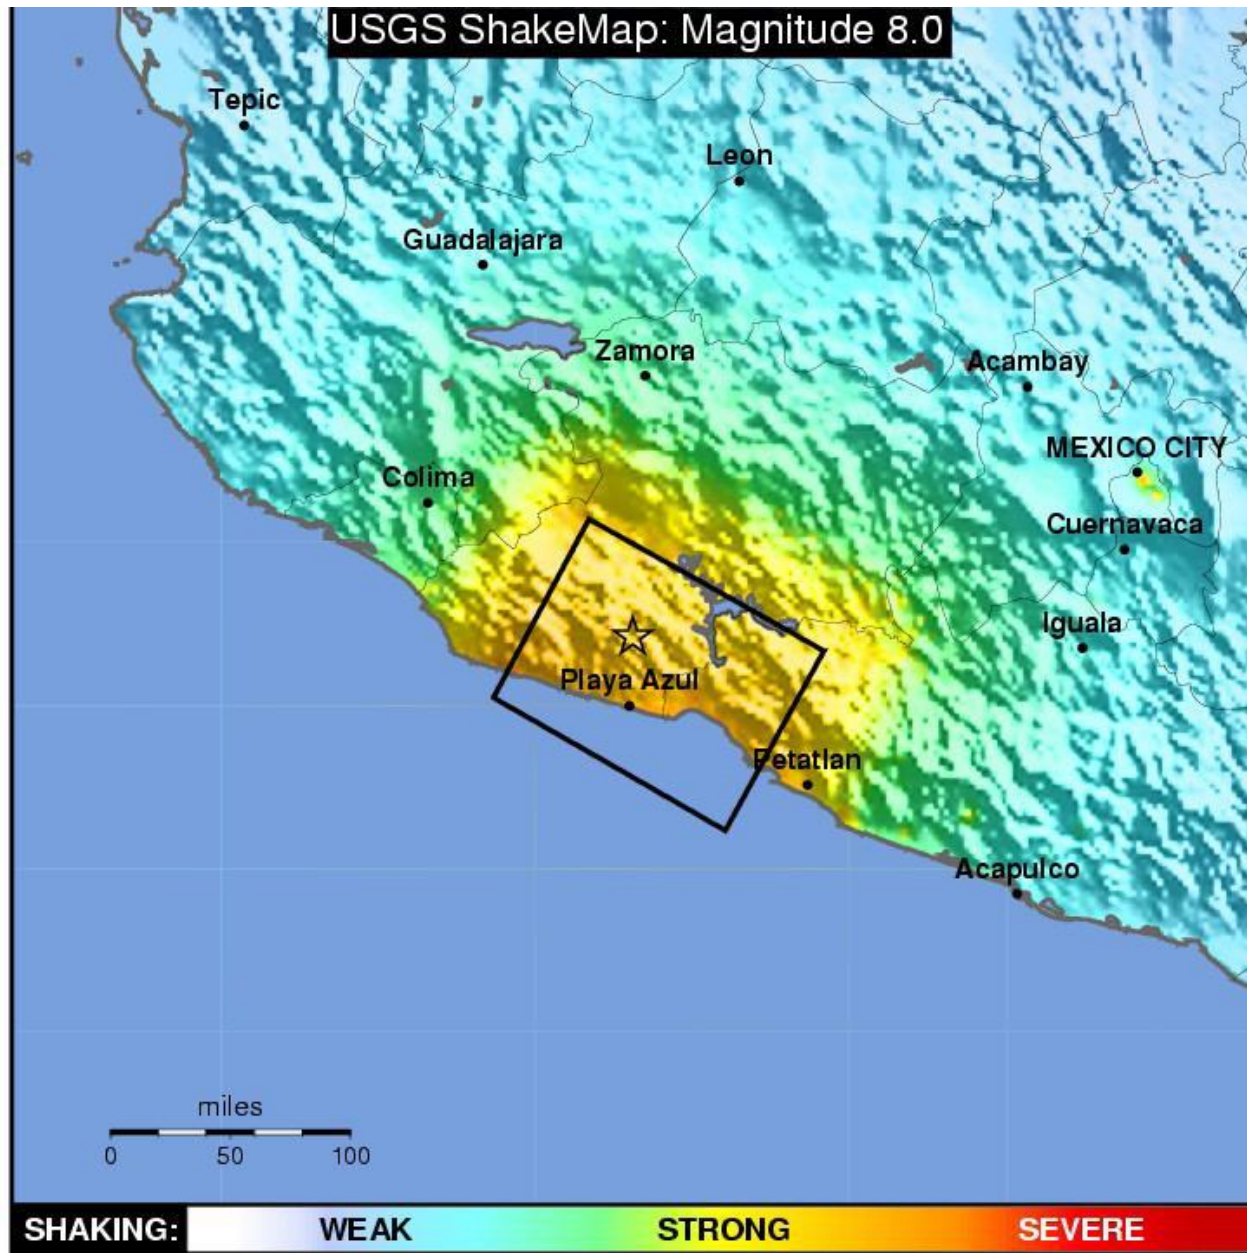 USGS ShakeMap: Magnitude 8.0
Tepic
Leon
Guadalajara
Zamora
Acambay
MEXICO CITY
Colima
Cuernavaca
Iguala
Playa Azul
Petatlan
Acapulco
miles
0 50 100
SHAKING: WEAK STRONG SEVERE